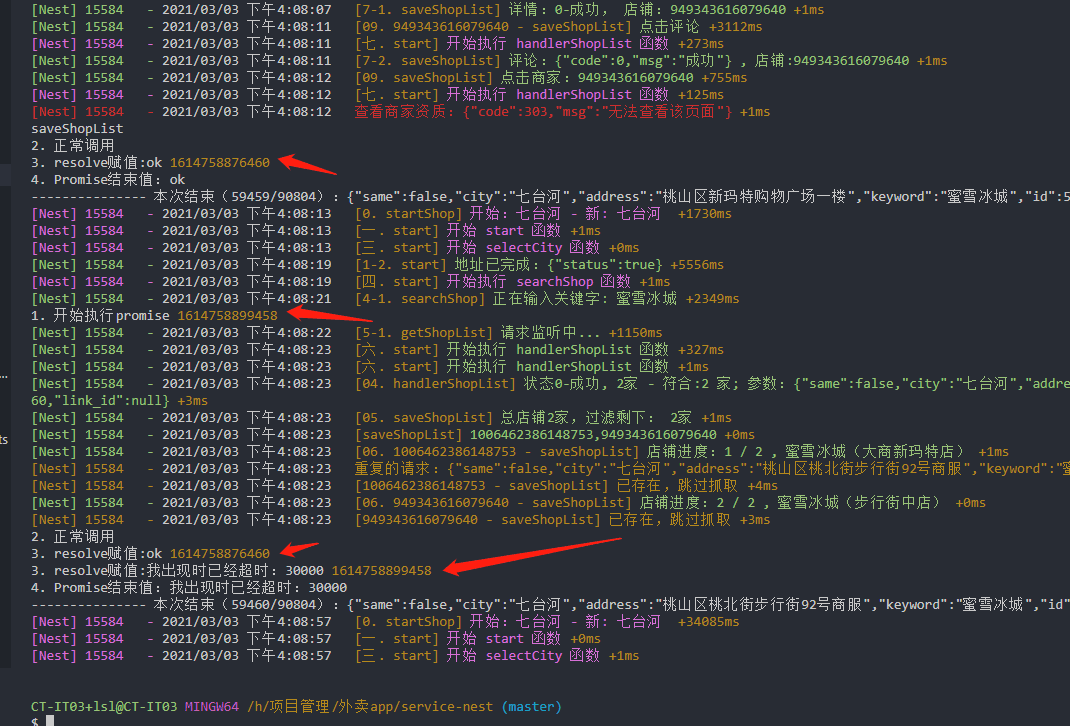 [Nest] 15584   - 2021/03/03 下午4:08:07   [7-1. saveShopList] 详情：0-成功， 店铺：949343616079640 +1ms
[Nest] 15584   - 2021/03/03 下午4:08:11   [09. 949343616079640 - saveShopList] 点击评论 +3112ms
[Nest] 15584   - 2021/03/03 下午4:08:11   [七. start] 开始执行 handlerShopList 函数 +273ms
[Nest] 15584   - 2021/03/03 下午4:08:11   [7-2. saveShopList] 评论：{"code":0,"msg":"成功"} , 店铺:949343616079640 +1ms
[Nest] 15584   - 2021/03/03 下午4:08:12   [09. saveShopList] 点击商家：949343616079640 +755ms
[Nest] 15584   - 2021/03/03 下午4:08:12   [七. start] 开始执行 handlerShopList 函数 +125ms
[Nest] 15584   - 2021/03/03 下午4:08:12   查看商家资质：{"code":303,"msg":"无法查看该页面"} +1ms
saveShopList
2. 正常调用
3. resolve赋值:ok 1614758876460
4. Promise结束值：ok
--------------- 本次结束（59459/90804）：{"same":false,"city":"七台河","address":"桃山区新玛特购物广场一楼","keyword":"蜜雪冰城","id":5
[Nest] 15584   - 2021/03/03 下午4:08:13   [0. startShop] 开始：七台河 - 新：七台河  +1730ms
[Nest] 15584   - 2021/03/03 下午4:08:13   [一. start] 开始 start 函数 +1ms
[Nest] 15584   - 2021/03/03 下午4:08:13   [三. start] 开始 selectCity 函数 +0ms
[Nest] 15584   - 2021/03/03 下午4:08:19   [1-2. start] 地址已完成：{"status":true} +5556ms
[Nest] 15584   - 2021/03/03 下午4:08:19   [四. start] 开始执行 searchShop 函数 +1ms
[Nest] 15584   - 2021/03/03 下午4:08:21   [4-1. searchShop] 正在输入关键字：蜜雪冰城 +2349ms
1. 开始执行promise 1614758899458
[Nest] 15584   - 2021/03/03 下午4:08:22   [5-1. getShopList] 请求监听中... +1150ms
[Nest] 15584   - 2021/03/03 下午4:08:23   [六. start] 开始执行 handlerShopList 函数 +327ms
[Nest] 15584   - 2021/03/03 下午4:08:23   [六. start] 开始执行 handlerShopList 函数 +1ms
[Nest] 15584   - 2021/03/03 下午4:08:23   [04. handlerShopList] 状态0-成功, 2家 - 符合:2 家; 参数：{"same":false,"city":"七台河","addre
60,"link_id":null} +3ms
[Nest] 15584   - 2021/03/03 下午4:08:23   [05. saveShopList] 总店铺2家，过滤剩下： 2家 +1ms
[Nest] 15584   - 2021/03/03 下午4:08:23   [saveShopList] 1006462386148753,949343616079640 +0ms
[Nest] 15584   - 2021/03/03 下午4:08:23   [06. 1006462386148753 - saveShopList] 店铺进度：1 / 2 , 蜜雪冰城（大商新玛特店） +1ms
[Nest] 15584   - 2021/03/03 下午4:08:23   重复的请求：{"same":false,"city":"七台河","address":"桃山区桃北街步行街92号商服","keyword":"蜜
[Nest] 15584   - 2021/03/03 下午4:08:23   [1006462386148753 - saveShopList] 已存在，跳过抓取 +4ms
[Nest] 15584   - 2021/03/03 下午4:08:23   [06. 949343616079640 - saveShopList] 店铺进度：2 / 2 , 蜜雪冰城（步行街中店） +0ms
[Nest] 15584   - 2021/03/03 下午4:08:23   [949343616079640 - saveShopList] 已存在，跳过抓取 +3ms
2. 正常调用
3. resolve赋值:ok 1614758876460
3. resolve赋值:我出现时已经超时：30000 1614758899458
4. Promise结束值：我出现时已经超时：30000
--------------- 本次结束（59460/90804）：{"same":false,"city":"七台河","address":"桃山区桃北街步行街92号商服","keyword":"蜜雪冰城","id"
[Nest] 15584   - 2021/03/03 下午4:08:57   [0. startShop] 开始：七台河 - 新：七台河  +34085ms
[Nest] 15584   - 2021/03/03 下午4:08:57   [一. start] 开始 start 函数 +0ms
[Nest] 15584   - 2021/03/03 下午4:08:57   [三. start] 开始 selectCity 函数 +1ms
...
ts
CT-IT03+lsl@CT-IT03 MINGW64 /h/项目管理/外卖app/service-nest (master)
$